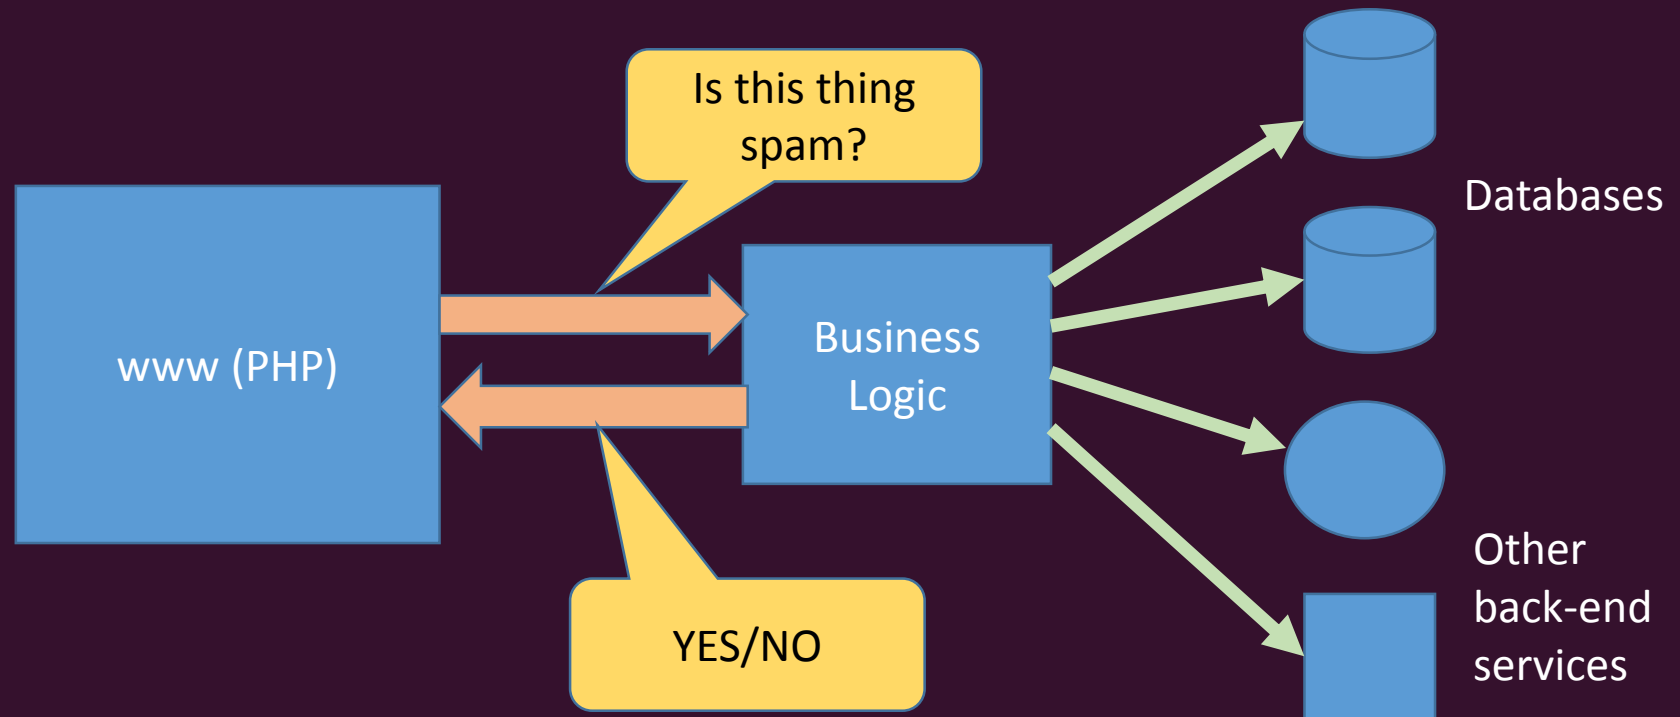 Is this thing
spam?
www (PHP)
Business
Logic
Databases
YES/NO
Other
back-end
services